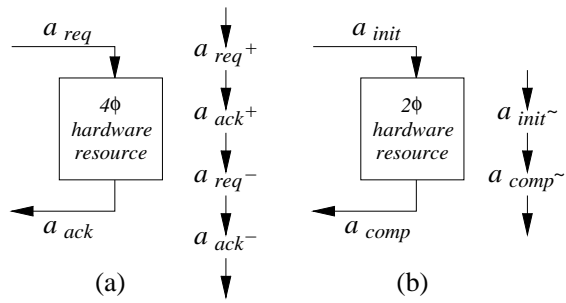 a req
4ϕ
hardware
resource
a ack
a req+
a ack+
a req−
a ack−
(a)
a init
2ϕ
hardware
resource
a comp
a init~
a comp~
(b)